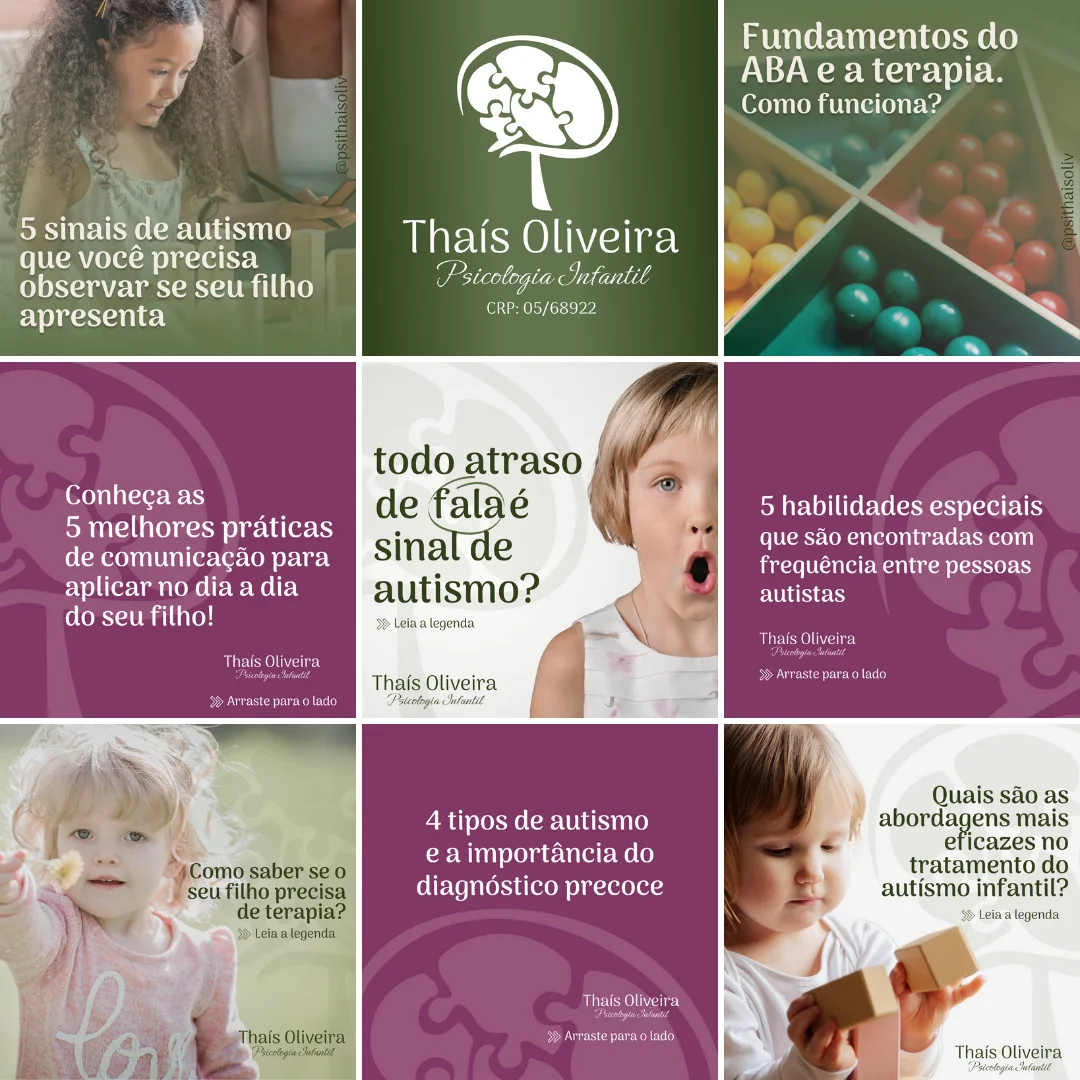 5 sinais de autismo
que você precisa
observar se seu filho
apresenta
@psithaisoliv
Thaís Oliveira
Psicologia Infantil
CRP: 05/68922
Fundamentos do
ABA e a terapia.
Como funciona?
@psithaisoliv
Conheça as
5 melhores práticas
de comunicação para
aplicar no dia a dia
do seu filho!
Thaís Oliveira
Psicologia Infantil
Arraste para o lado
todo atraso
de fala é
sinal de
autismo?
Leia a legenda
Thaís Oliveira
Psicologia Infantil
5 habilidades especiais
que são encontradas com
frequência entre pessoas
autistas
Thaís Oliveira
Psicologia Infantil
Arraste para o lado
Como saber se o
seu filho precisa
de terapia?
Leia a legenda
love
Thaís Oliveira
Psicologia Infantil
4 tipos de autismo
e a importância do
diagnóstico precoce
Thaís Oliveira
Psicologia Infantil
Arraste para o lado
Quais são as
abordagens mais
eficazes no
tratamento do
autísmo infantil?
Leia a legenda
Thaís Oliveira
Psicologia Infantil